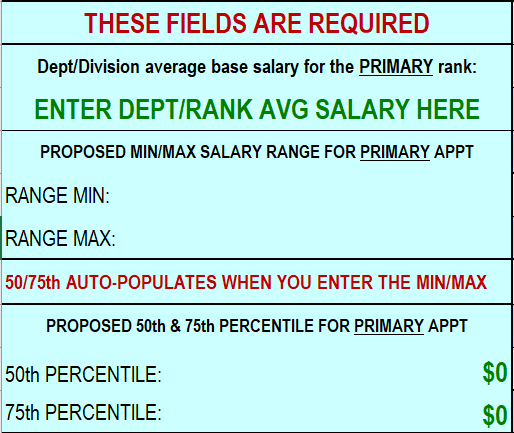 THESE FIELDS ARE REQUIRED
Dept/Division average base salary for the PRIMARY rank:
ENTER DEPT/RANK AVG SALARY HERE
PROPOSED MIN/MAX SALARY RANGE FOR PRIMARY APPT
RANGE MIN:
RANGE MAX:
50/75th AUTO-POPULATES WHEN YOU ENTER THE MIN/MAX
PROPOSED 50th & 75th PERCENTILE FOR PRIMARY APPT
50th PERCENTILE: $0
75th PERCENTILE: $0